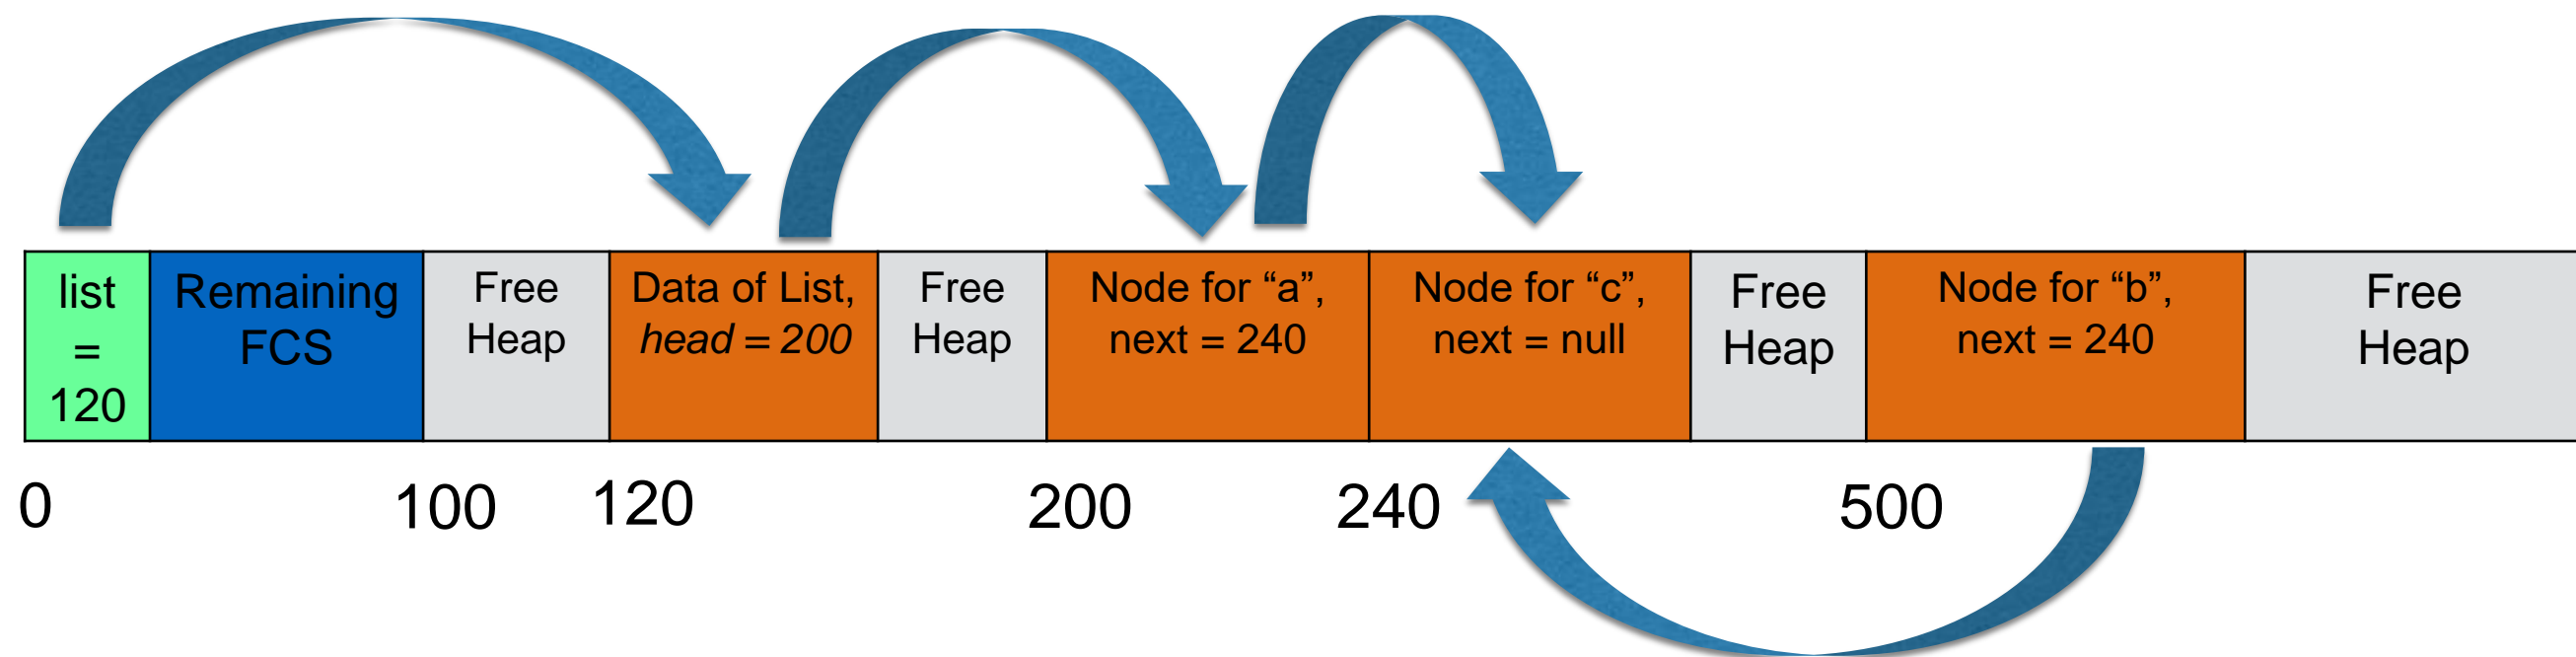 list
=
120
Remaining
FCS
Free
Heap
Data of List,
head = 200
Free
Heap
Node for “a”,
next = 240
Node for “c”,
next = null
Free
Heap
Node for “b”,
next = 240
Free
Heap
0
100
120
200
240
500